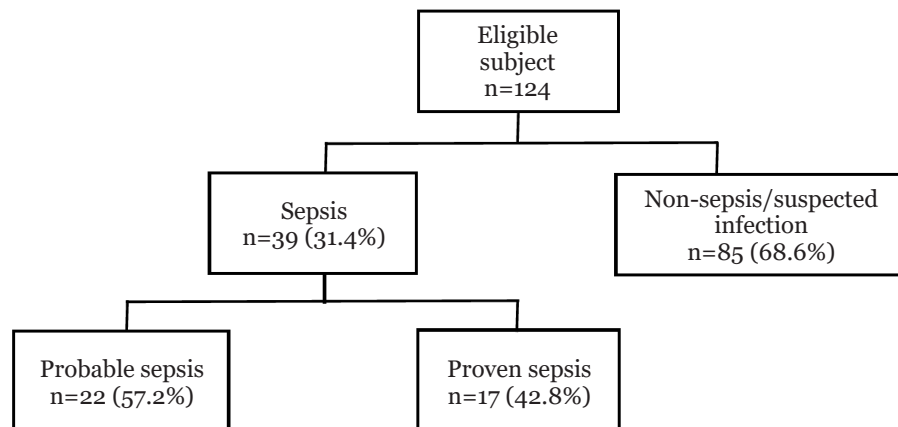 Eligible
subject
n=124
Sepsis
n=39 (31.4%)
Non-sepsis/suspected
infection
n=85 (68.6%)
Probable sepsis
n=22 (57.2%)
Proven sepsis
n=17 (42.8%)